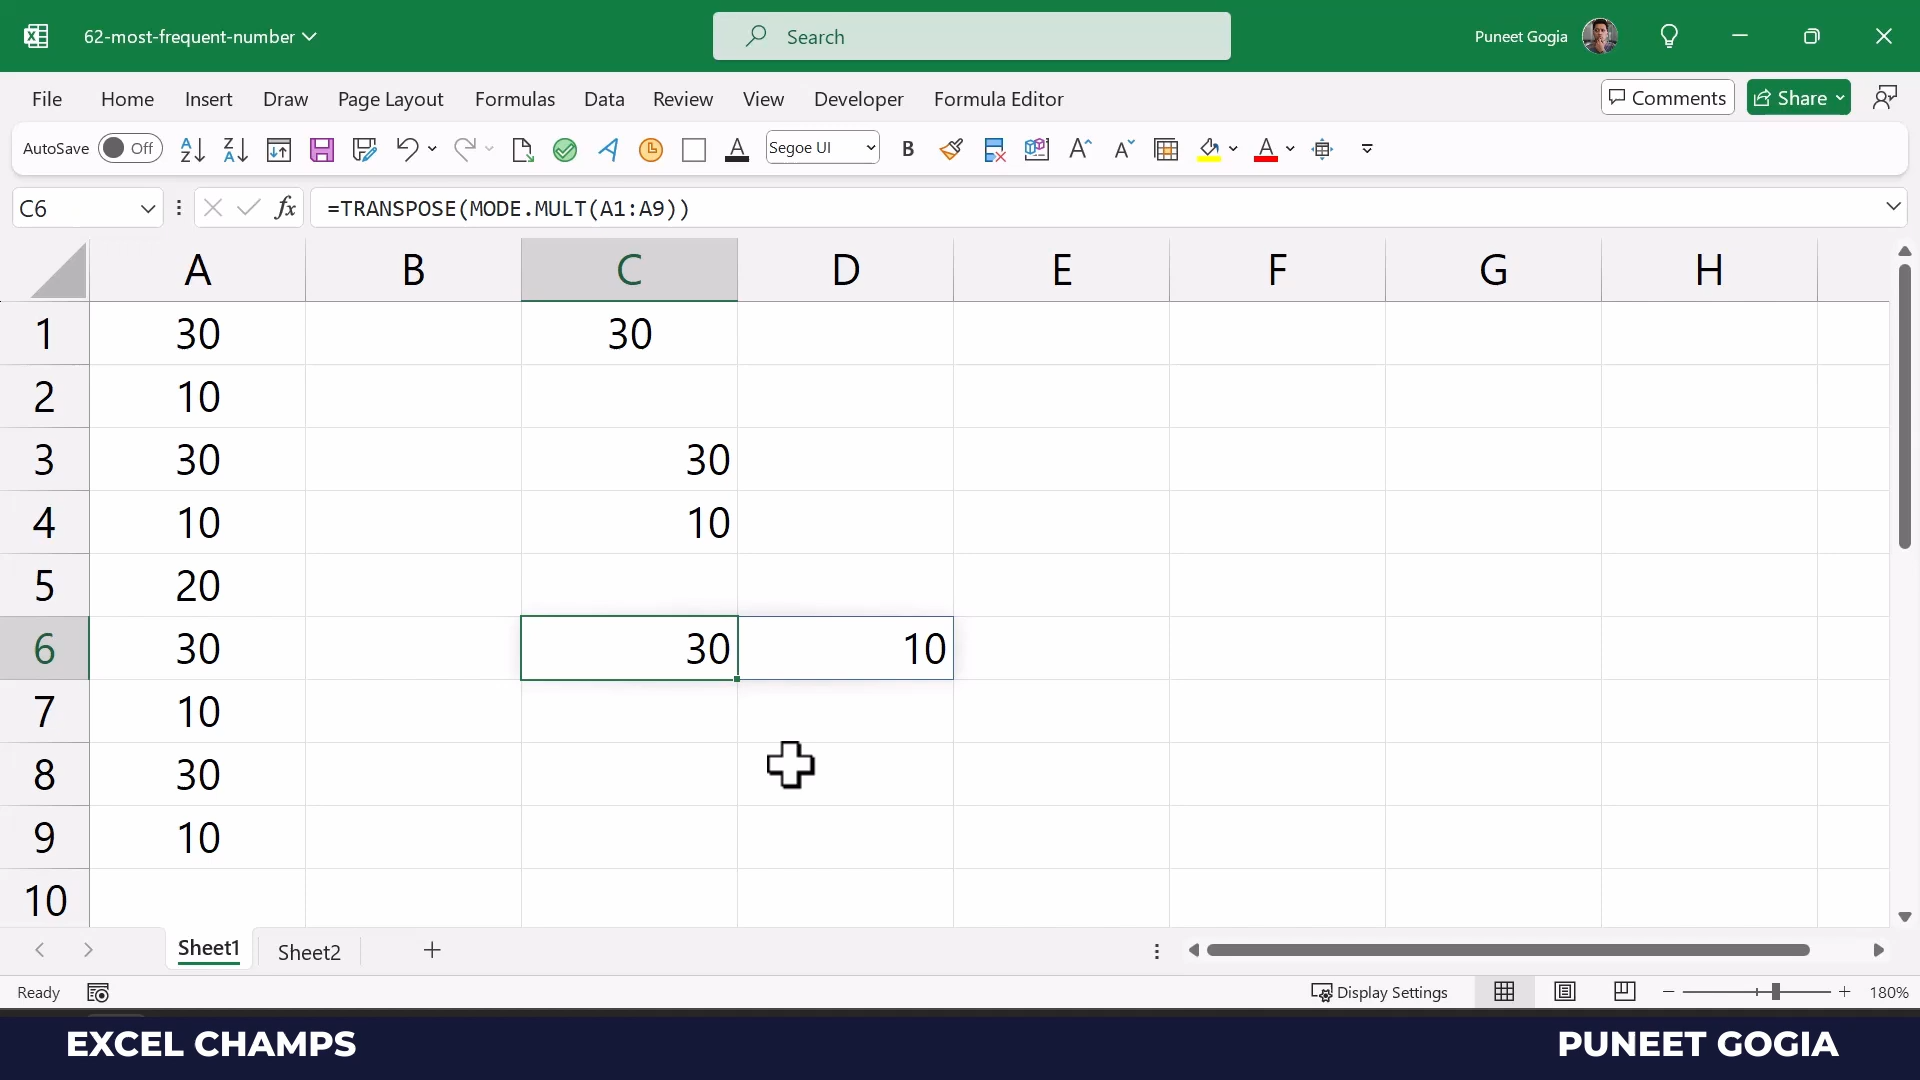 62-most-frequent-number
Search
Puneet Gogia
File Home Insert Draw Page Layout Formulas Data Review View Developer Formula Editor Comments Share
AutoSave Off Segoe UI B
C6 fx =TRANSPOSE(MODE.MULT(A1:A9))
A B C D E F G H
1 30 30
2 10
3 30 30
4 10 10
5 20
6 30 30 10
7 10
8 30
9 10
10
Sheet1 Sheet2
Ready Display Settings 180%
EXCEL CHAMPS PUNEET GOGIA